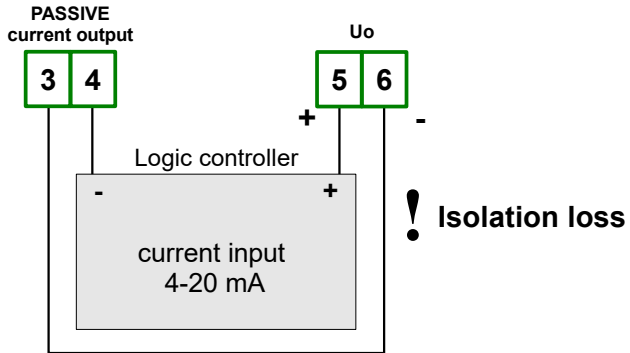 PASSIVE
current output
Uo
3 4
5 6
+ -
Logic controller
- +
! Isolation loss
current input
4-20 mA